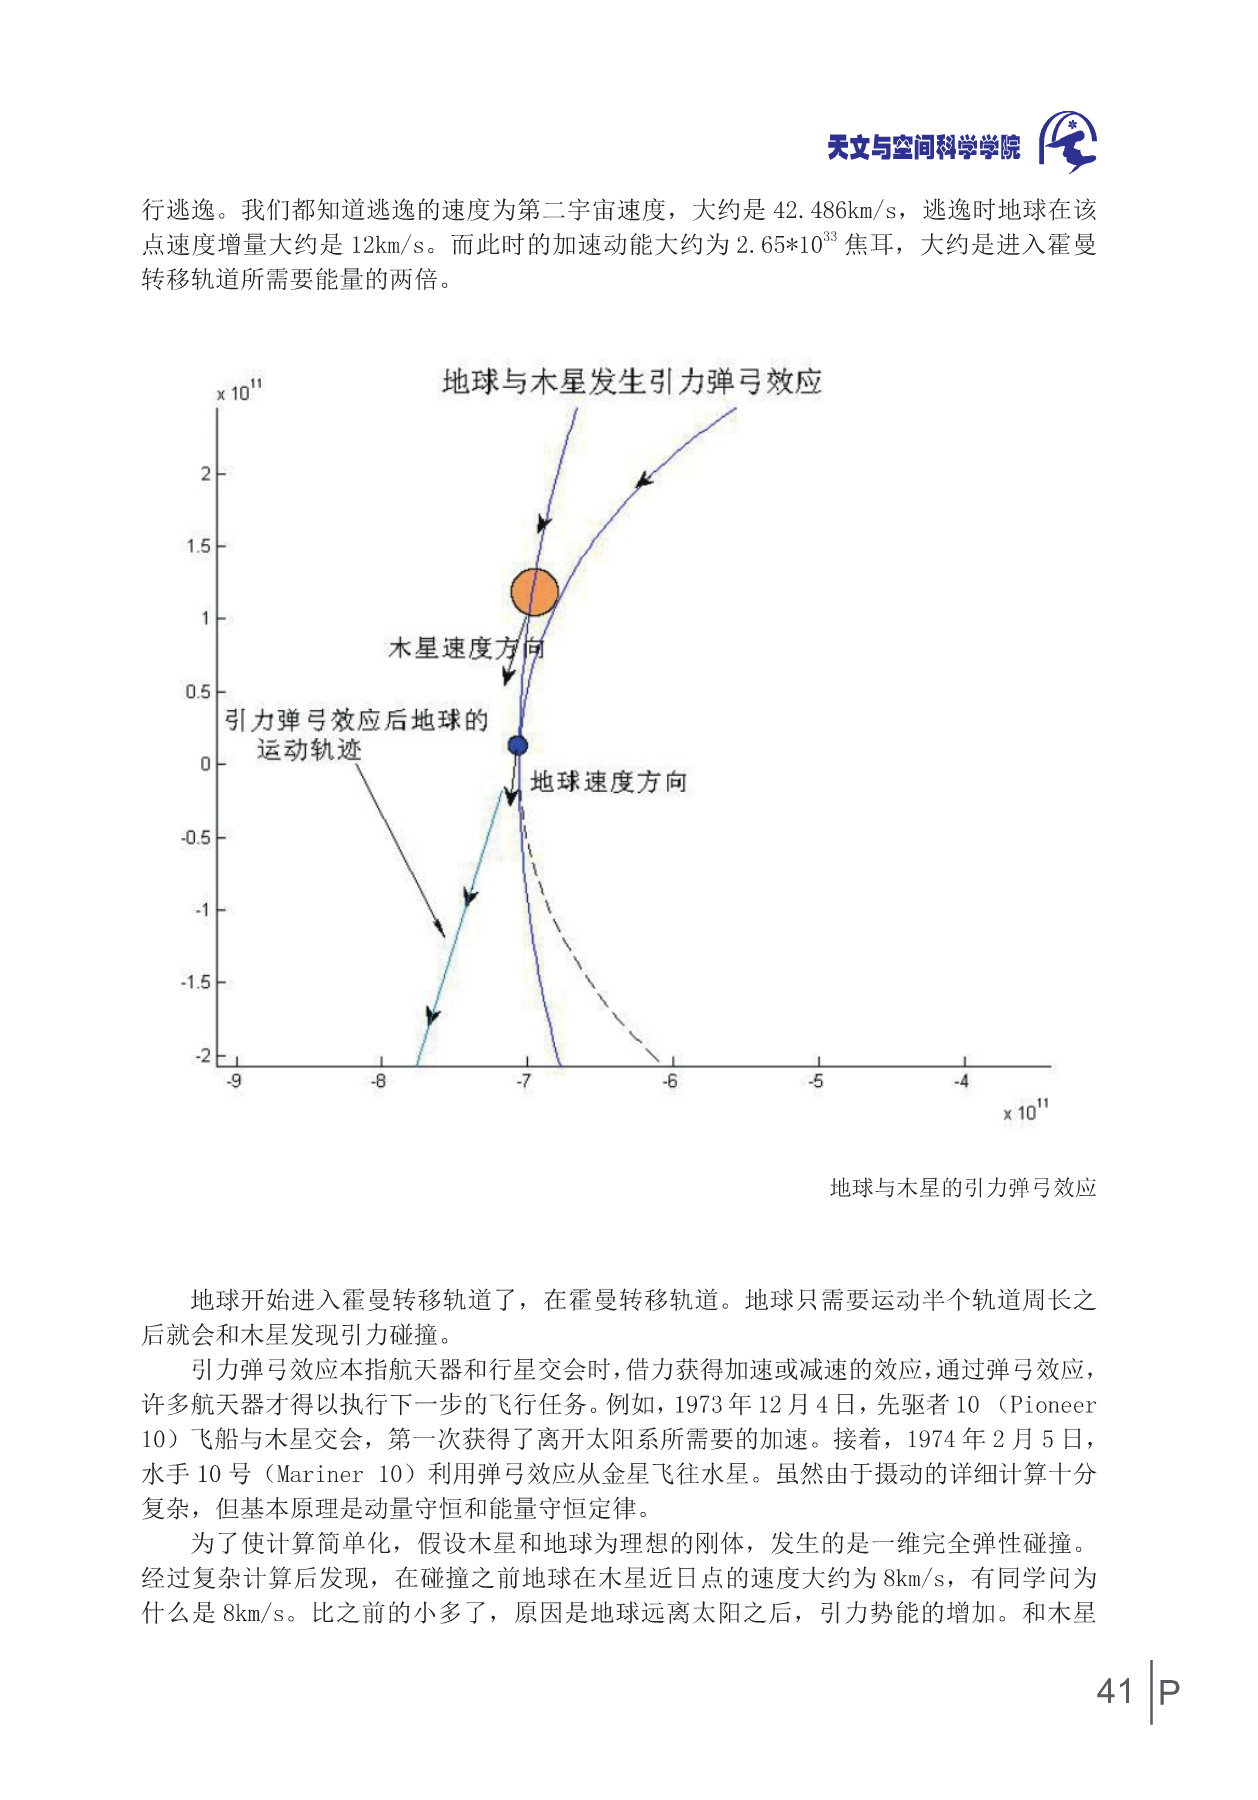 天文与空间科学学院
行逃逸。我们都知道逃逸的速度为第二宇宙速度，大约是 42.486km/s，逃逸时地球在该
点速度增量大约是 12km/s。而此时的加速动能大约为 2.65*10³³ 焦耳，大约是进入霍曼
转移轨道所需要能量的两倍。
地球与木星发生引力弹弓效应
x 10¹¹
2
1.5
1
木星速度方向
0.5
引力弹弓效应后地球的
运动轨迹
0
地球速度方向
-0.5
-1
-1.5
-2
-9 -8 -7 -6 -5 -4
x 10¹¹
地球与木星的引力弹弓效应
地球开始进入霍曼转移轨道了，在霍曼转移轨道。地球只需要运动半个轨道周长之
后就会和木星发现引力碰撞。
引力弹弓效应本指航天器和行星交会时，借力获得加速或减速的效应，通过弹弓效应，
许多航天器才得以执行下一步的飞行任务。例如，1973 年 12 月 4 日，先驱者 10 （Pioneer
10）飞船与木星交会，第一次获得了离开太阳系所需要的加速。接着，1974 年 2 月 5 日，
水手 10 号（Mariner 10）利用弹弓效应从金星飞往水星。虽然由于摄动的详细计算十分
复杂，但基本原理是动量守恒和能量守恒定律。
为了使计算简单化，假设木星和地球为理想的刚体，发生的是一维完全弹性碰撞。
经过复杂计算后发现，在碰撞之前地球在木星近日点的速度大约为 8km/s，有同学问为
什么是 8km/s。比之前的小多了，原因是地球远离太阳之后，引力势能的增加。和木星
41 P